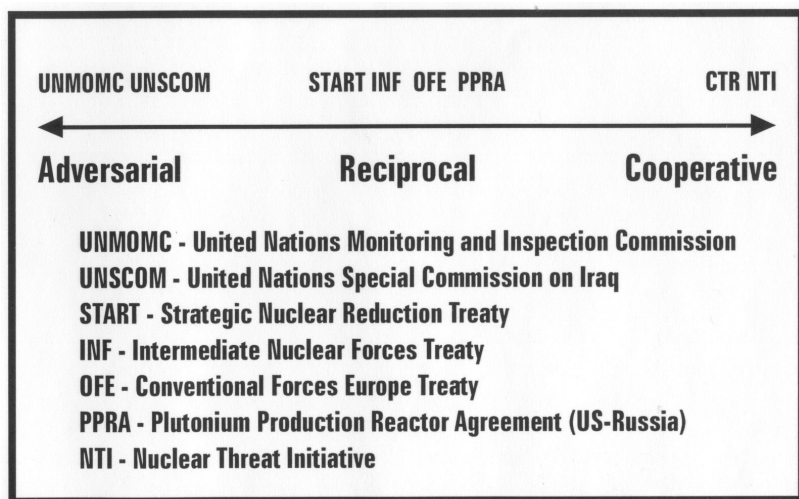 UNMOMC UNSCOM START INF OFE PPRA CTR NTI
Adversarial Reciprocal Cooperative
UNMOMC - United Nations Monitoring and Inspection Commission
UNSCOM - United Nations Special Commission on Iraq
START - Strategic Nuclear Reduction Treaty
INF - Intermediate Nuclear Forces Treaty
OFE - Conventional Forces Europe Treaty
PPRA - Plutonium Production Reactor Agreement (US-Russia)
NTI - Nuclear Threat Initiative